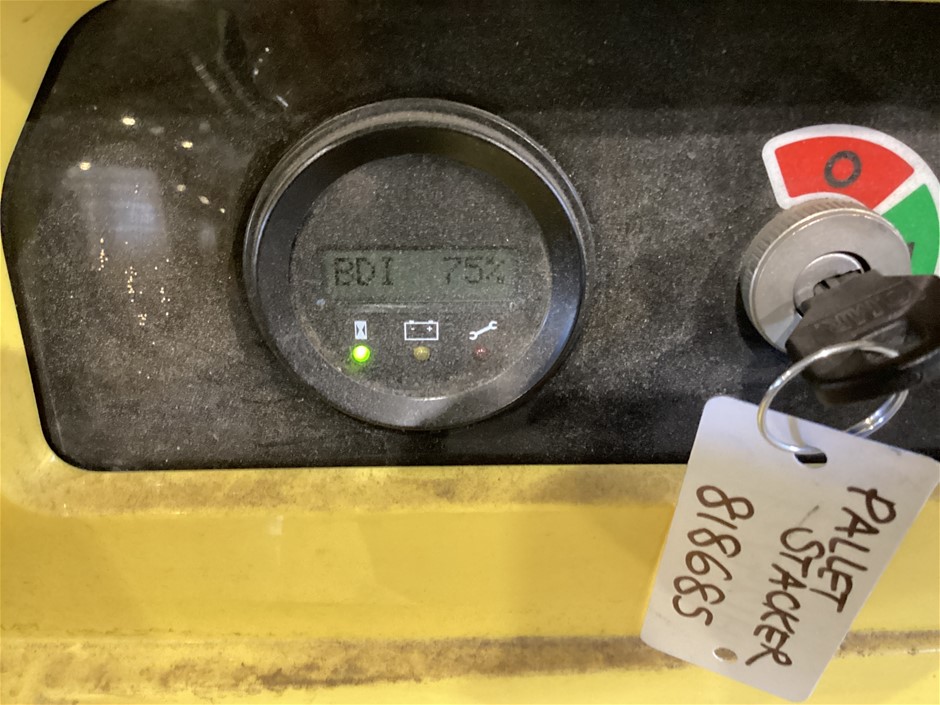 BDI 75%
O
- +
PALLET
STACKER
818685